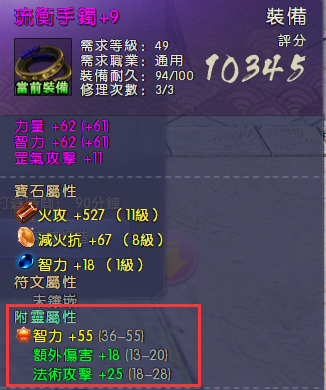 流衡手鐲+9
裝備
評分
10345
當前裝備
需求等級: 49
需求職業: 通用
裝備耐久: 94/100
修理次數: 3/3
力量 +62 (+61)
智力 +62 (+61)
罡氣攻擊 +11
寶石屬性
火攻 +527 (11級)
減火抗 +67 (8級)
智力 +18 (1級)
符文屬性
未鑲嵌
附靈屬性
智力 +55 (36-55)
額外傷害 +18 (13-20)
法術攻擊 +25 (18-28)